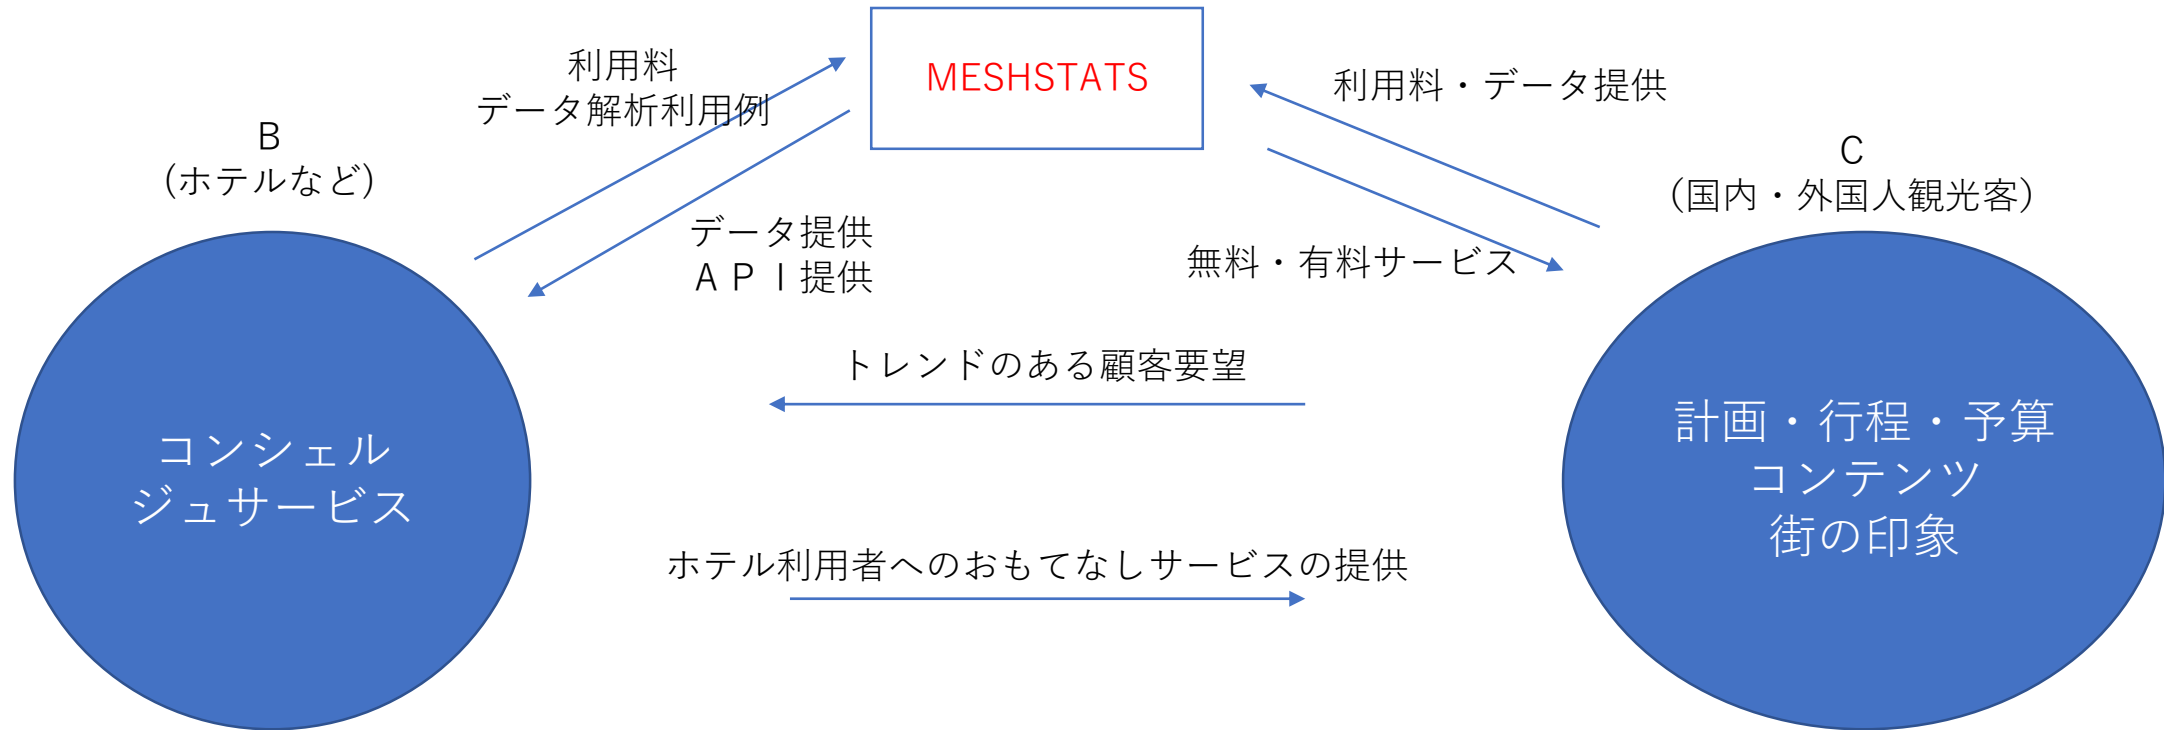 MESHSTATS
利用料
データ解析利用例
利用料・データ提供
B
(ホテルなど)
C
(国内・外国人観光客)
データ提供
ＡＰＩ提供
無料・有料サービス
トレンドのある顧客要望
コンシェル
ジュサービス
計画・行程・予算
コンテンツ
街の印象
ホテル利用者へのおもてなしサービスの提供